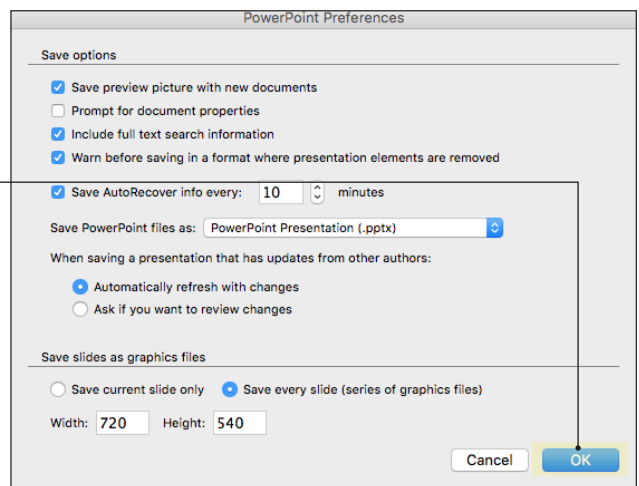 PowerPoint Preferences
Save options
Save preview picture with new documents
Prompt for document properties
Include full text search information
Warn before saving in a format where presentation elements are removed
Save AutoRecover info every: 10 minutes
Save PowerPoint files as: PowerPoint Presentation (.pptx)
When saving a presentation that has updates from other authors:
Automatically refresh with changes
Ask if you want to review changes
Save slides as graphics files
Save current slide only Save every slide (series of graphics files)
Width: 720 Height: 540
Cancel OK